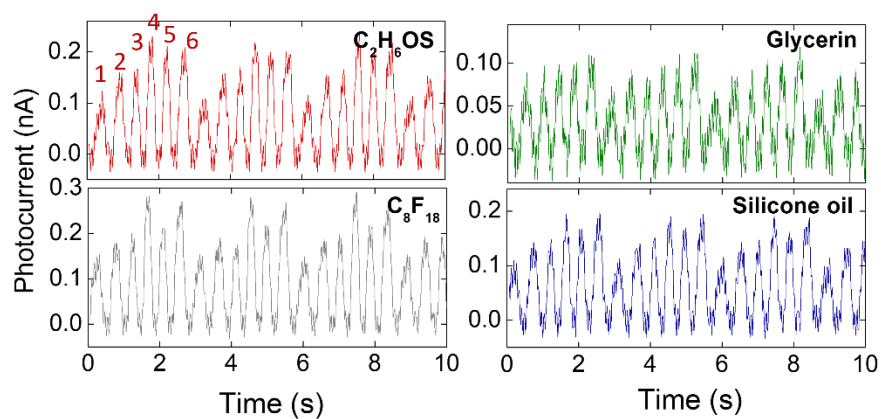 C2H6OS
1 2 3 4 5 6
0.2
0.1
0.0
Glycerin
0.10
0.05
0.00
Photocurrent (nA)
C8F18
0.3
0.2
0.1
0.0
0 2 4 6 8 10
Time (s)
Silicone oil
0.2
0.1
0.0
0 2 4 6 8 10
Time (s)